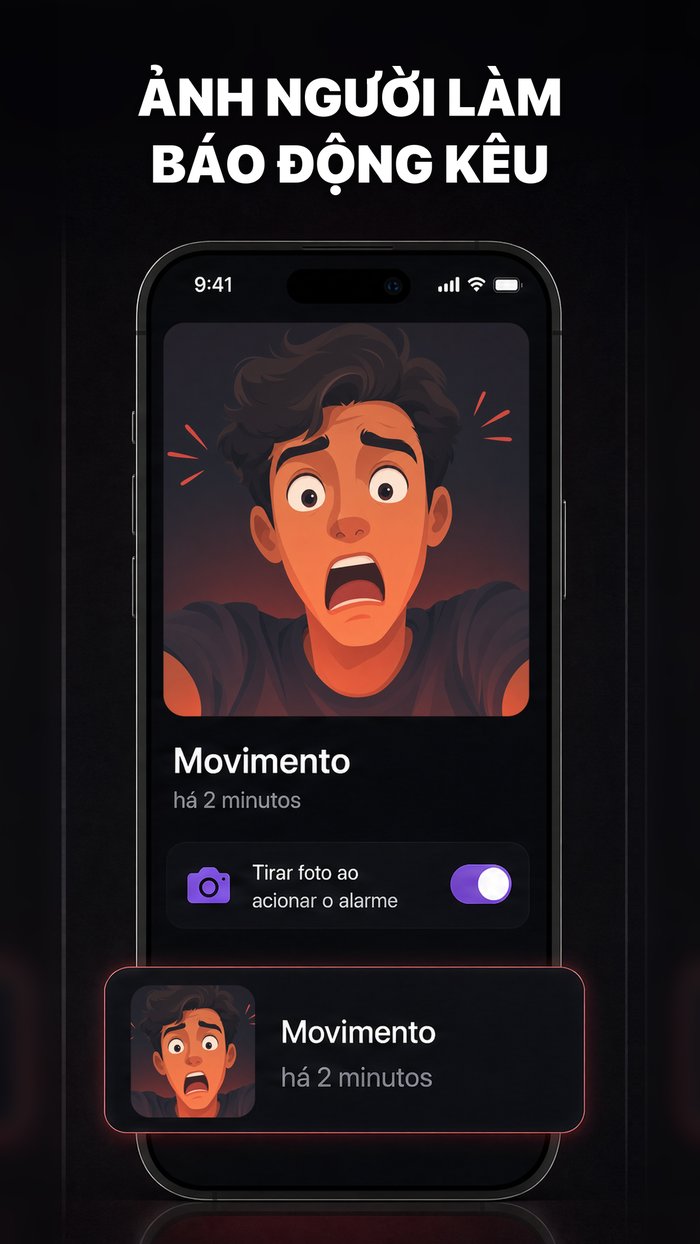 ẢNH NGƯỜI LÀM
BÁO ĐỘNG KÊU
9:41
Movimento
há 2 minutos
Tirar foto ao
acionar o alarme
Movimento
há 2 minutos